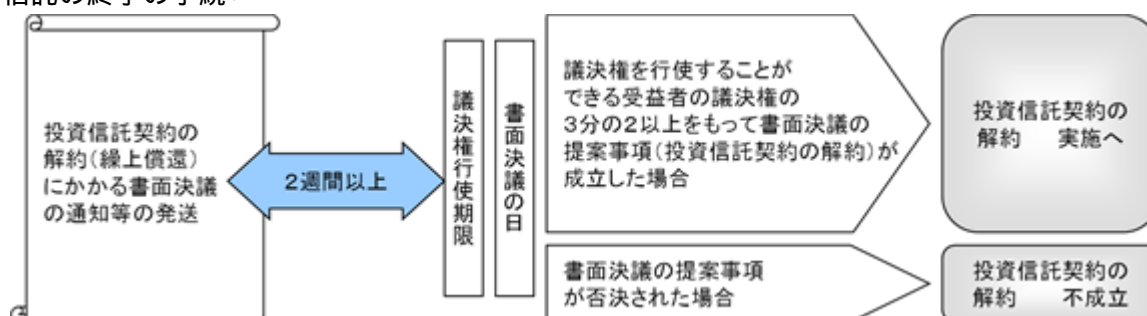 信託の終了の手続
投資信託契約の
解約(繰上償還)
にかかる書面決議
の通知等の発送
2週間以上
議決権行使期限
書面決議の日
議決権を行使することが
できる受益者の議決権の
3分の2以上をもって書面決議の
提案事項(投資信託契約の解約)が
成立した場合
投資信託契約の
解約 実施へ
書面決議の提案事項
が否決された場合
投資信託契約の
解約 不成立